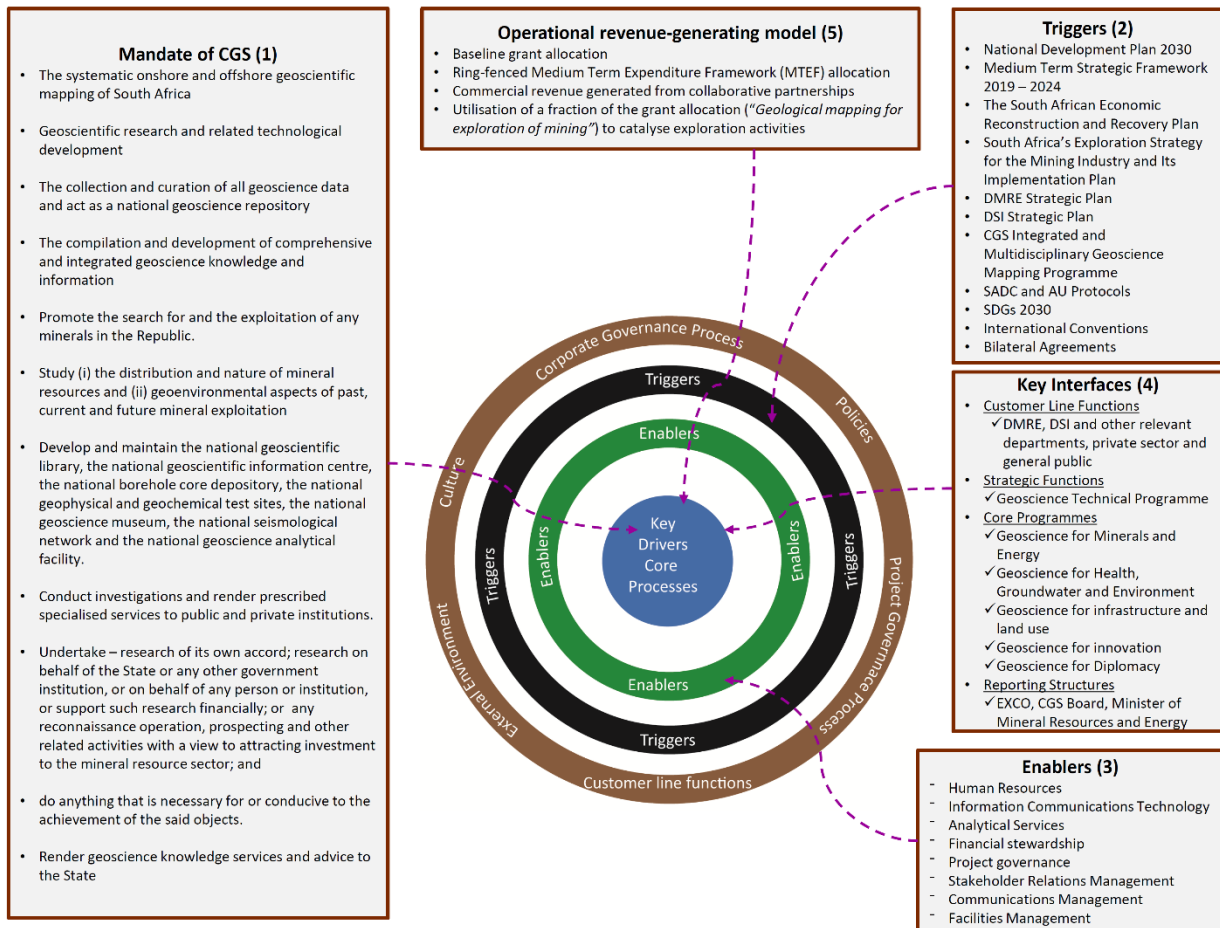 Mandate of CGS (1)
• The systematic onshore and offshore geoscientific
mapping of South Africa
• Geoscientific research and related technological
development
• The collection and curation of all geoscience data
and act as a national geoscience repository
• The compilation and development of comprehensive
and integrated geoscience knowledge and
information
• Promote the search for and the exploitation of any
minerals in the Republic.
• Study (i) the distribution and nature of mineral
resources and (ii) geoenvironmental aspects of past,
current and future mineral exploitation
• Develop and maintain the national geoscientific
library, the national geoscientific information centre,
the national borehole core depository, the national
geophysical and geochemical test sites, the national
geoscience museum, the national seismological
network and the national geoscience analytical
facility.
• Conduct investigations and render prescribed
specialised services to public and private institutions.
• Undertake – research of its own accord; research on
behalf of the State or any other government
institution, or on behalf of any person or institution,
or support such research financially; or any
reconnaissance operation, prospecting and other
related activities with a view to attracting investment
to the mineral resource sector; and
• do anything that is necessary for or conducive to the
achievement of the said objects.
• Render geoscience knowledge services and advice to
the State
Operational revenue-generating model (5)
• Baseline grant allocation
• Ring-fenced Medium Term Expenditure Framework (MTEF) allocation
• Commercial revenue generated from collaborative partnerships
• Utilisation of a fraction of the grant allocation (“Geological mapping for
exploration of mining”) to catalyse exploration activities
Triggers (2)
• National Development Plan 2030
• Medium Term Strategic Framework
2019 – 2024
• The South African Economic
Reconstruction and Recovery Plan
• South Africa’s Exploration Strategy
for the Mining Industry and Its
Implementation Plan
• DMRE Strategic Plan
• DSI Strategic Plan
• CGS Integrated and
Multidisciplinary Geoscience
Mapping Programme
• SADC and AU Protocols
• SDGs 2030
• International Conventions
• Bilateral Agreements
Key Interfaces (4)
• Customer Line Functions
✓DMRE, DSI and other relevant
departments, private sector and
general public
• Strategic Functions
✓Geoscience Technical Programme
• Core Programmes
✓Geoscience for Minerals and
Energy
✓Geoscience for Health,
Groundwater and Environment
✓Geoscience for infrastructure and
land use
✓Geoscience for innovation
✓Geoscience for Diplomacy
• Reporting Structures
✓EXCO, CGS Board, Minister of
Mineral Resources and Energy
Enablers (3)
- Human Resources
- Information Communications Technology
- Analytical Services
- Financial stewardship
- Project governance
- Stakeholder Relations Management
- Communications Management
- Facilities Management
Corporate Governance Process
Policies
Project Governnace Process
Customer line functions
External Environment
Culture
Triggers
Triggers
Triggers
Triggers
Enablers
Enablers
Enablers
Enablers
Key
Drivers
Core
Processes